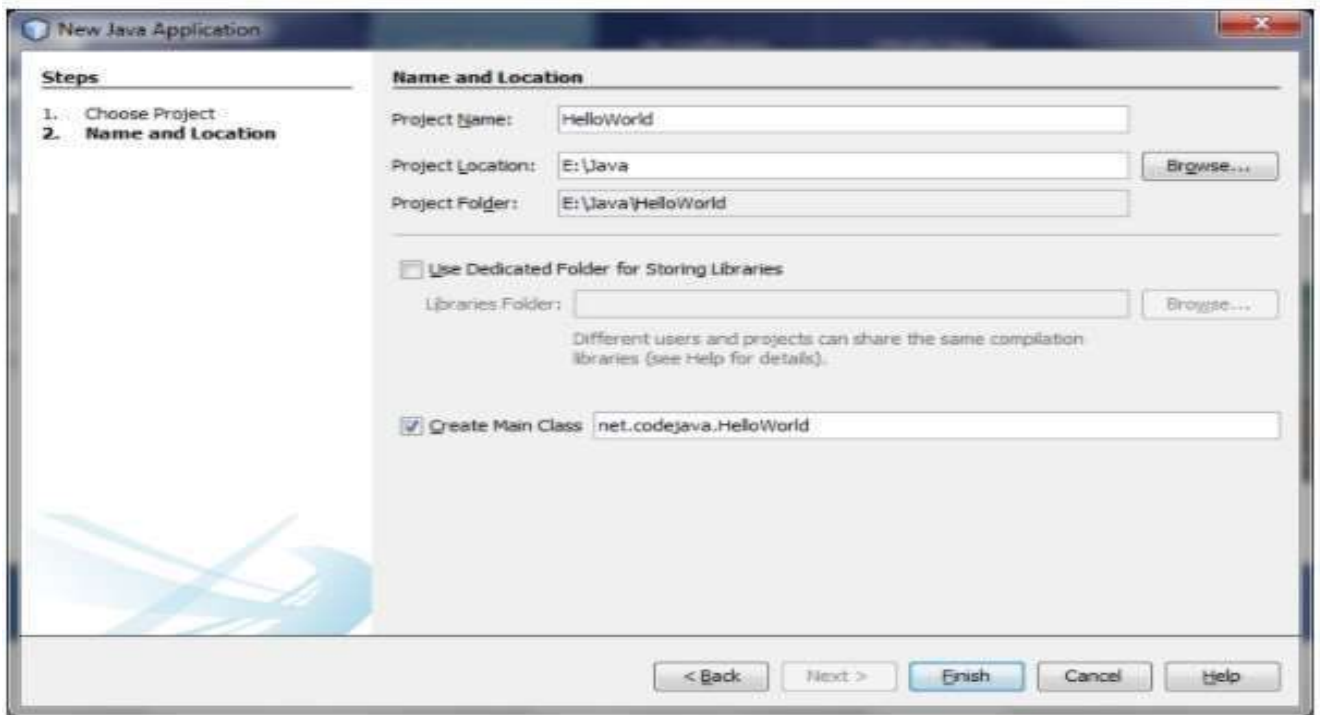 New Java Application
Steps
1. Choose Project
2. Name and Location
Name and Location
Project Name: HelloWorld
Project Location: E:\Java Browse...
Project Folder: E:\Java\HelloWorld
Use Dedicated Folder for Storing Libraries
Libraries Folder: Browse...
Different users and projects can share the same compilation
libraries (see Help for details).
Create Main Class net.codejava.HelloWorld
< Back Next > Finish Cancel Help